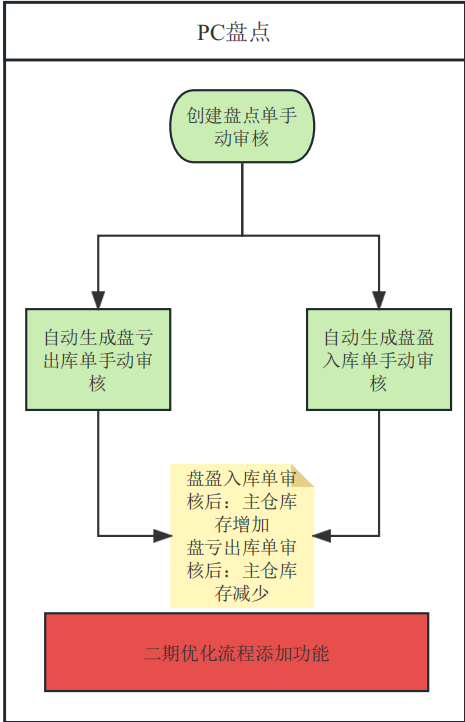 PC盘点
创建盘点单手
动审核
自动生成盘亏
出库单手动审
核
自动生成盘盈
入库单手动审
核
盘盈入库单审
核后：主仓库
存增加
盘亏出库单审
核后：主仓库
存减少
二期优化流程添加功能